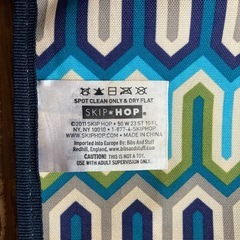 SPOT CLEAN ONLY & DRY FLAT
SKIP★HOP
©2011 SKIP HOP • 50 W 23 ST 10 FL
NY, NY 10010 • 1-877-4-SKIPHOP
www.skiphop.com • MADE IN CHINA
Imported Into Europe By: Bibs And Stuff
Redhill, England, www.bibsandstuff.com
CAUTION! THIS IS NOT A TOY.
USE WITH ADULT SUPERVISION ONLY.